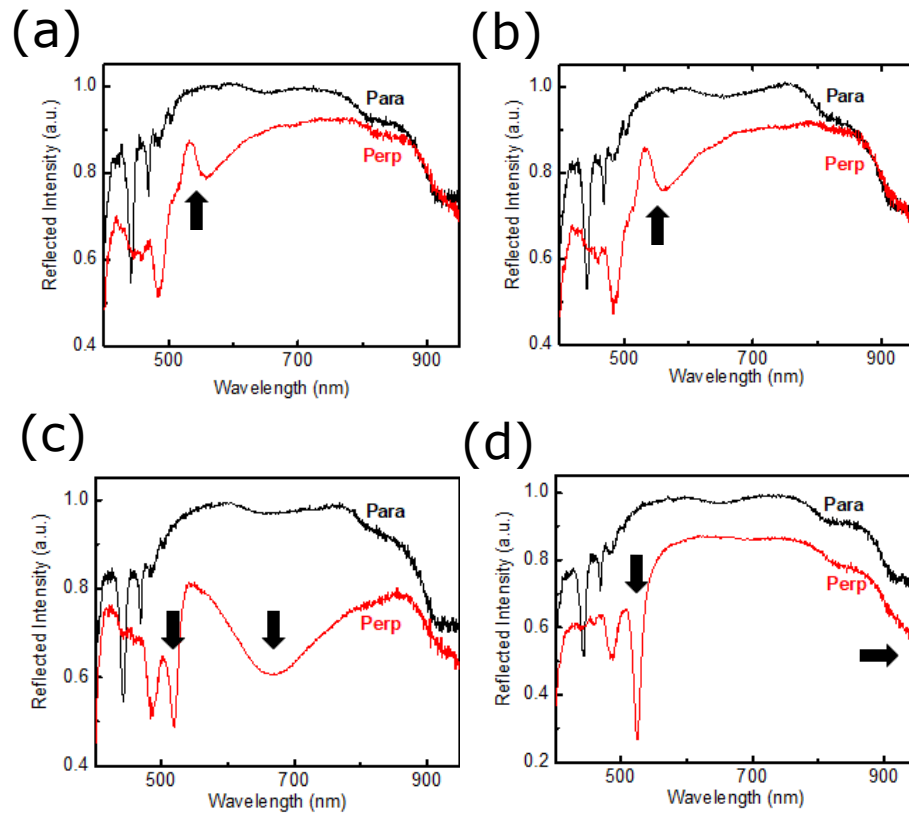 (a)
1.0
0.8
0.6
0.4
Reflected Intensity (a.u.)
Para
Perp
500 700 900
Wavelength (nm)
(b)
1.0
0.8
0.6
0.4
Reflected Intensity (a.u.)
Para
Perp
500 700 900
Wavelength (nm)
(c)
1.0
0.8
0.6
0.4
Reflected Intensity (a.u.)
Para
Perp
500 700 900
Wavelength (nm)
(d)
1.0
0.8
0.6
0.4
0.2
Reflected Intensity (a.u.)
Para
Perp
500 700 900
Wavelength (nm)